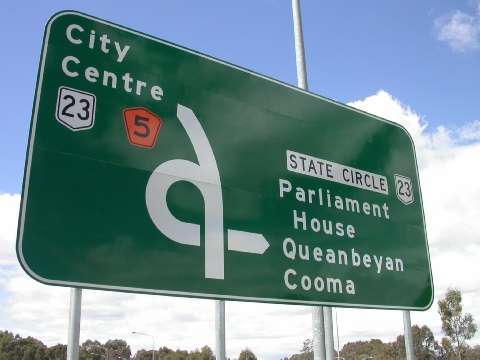 City
Centre
23
5
STATE CIRCLE
23
Parliament
House
Queanbeyan
Cooma